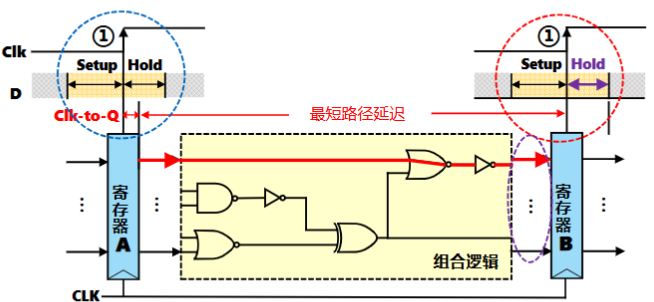 ① ①
Clk Setup Hold Setup Hold
D
Clk-to-Q 最短路径延迟
寄存器 A
寄存器 B
组合逻辑
CLK